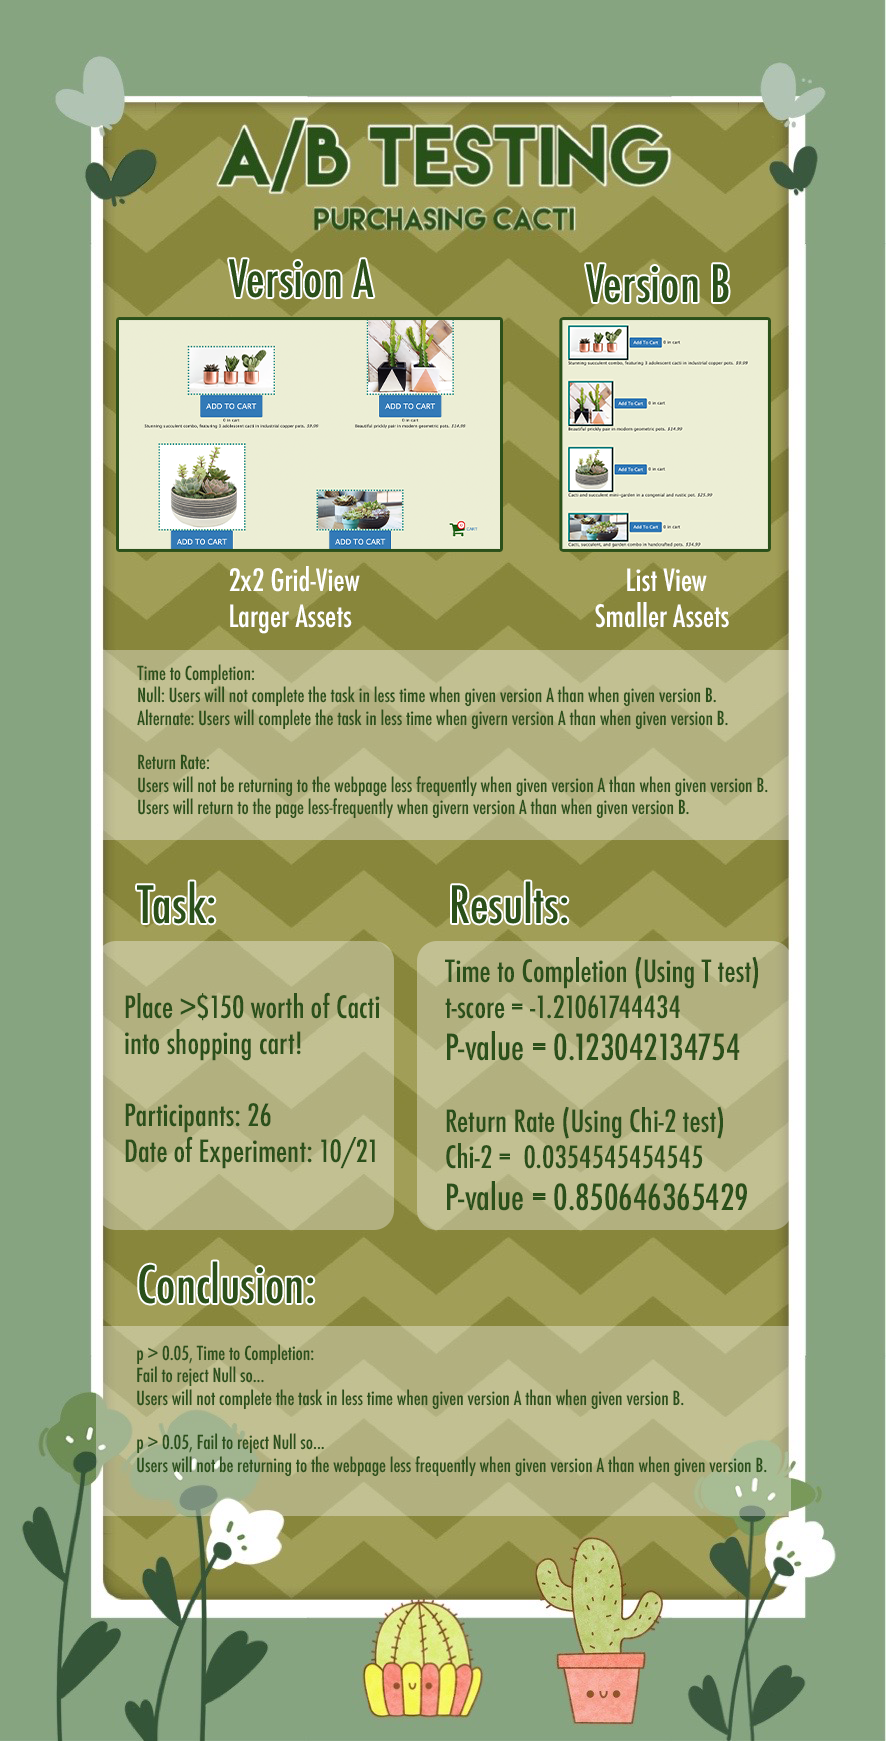 A/B TESTING
PURCHASING CACTI
Version A
Version B
ADD TO CART
0 in cart
Stunning succulent combo, featuring 3 adolescent cacti in industrial copper pots. $9.99
ADD TO CART
0 in cart
Beautiful prickly pair in modern geometric pots. $14.99
ADD TO CART
ADD TO CART
CART
Add To Cart 0 in cart
Stunning succulent combo, featuring 3 adolescent cacti in industrial copper pots. $9.99
Add To Cart 0 in cart
Beautiful prickly pair in modern geometric pots. $14.99
Add To Cart 0 in cart
Cacti and succulent mini-garden in a congenial and rustic pot. $25.99
Add To Cart 0 in cart
Cacti, succulent, and garden combo in handcrafted pots. $34.99
2x2 Grid-View
Larger Assets
List View
Smaller Assets
Time to Completion:
Null: Users will not complete the task in less time when given version A than when given version B.
Alternate: Users will complete the task in less time when givern version A than when given version B.
Return Rate:
Users will not be returning to the webpage less frequently when given version A than when given version B.
Users will return to the page less-frequently when givern version A than when given version B.
Task:
Place >$150 worth of Cacti
into shopping cart!
Participants: 26
Date of Experiment: 10/21
Results:
Time to Completion (Using T test)
t-score = -1.21061744434
P-value = 0.123042134754
Return Rate (Using Chi-2 test)
Chi-2 = 0.0354545454545
P-value = 0.850646365429
Conclusion:
p > 0.05, Time to Completion:
Fail to reject Null so...
Users will not complete the task in less time when given version A than when given version B.
p > 0.05, Fail to reject Null so...
Users will not be returning to the webpage less frequently when given version A than when given version B.